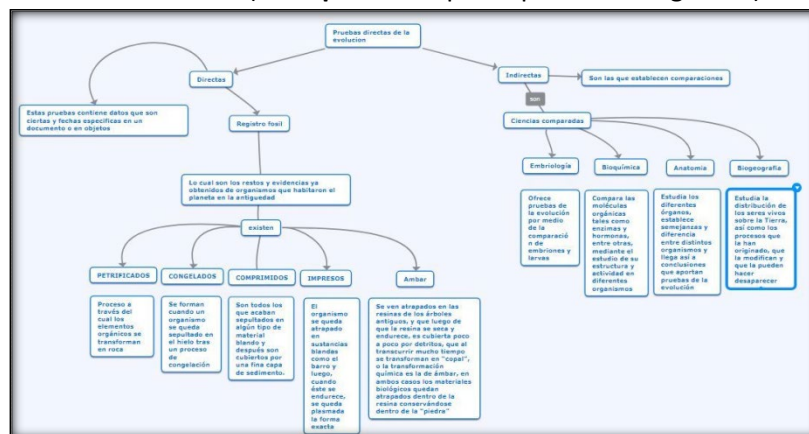 Pruebas directas de la
evolucion
Directas
Indirectas
Son las que establecen comparaciones
son
Estas pruebas contiene datos que son
ciertas y fechas especificas en un
documento o en objetos
Registro fosil
Ciencias comparadas
Embriología
Bioquímica
Anatomia
Biogeografia
Lo cual son los restos y evidencias ya
obtenidos de organismos que habitaron el
planeta en la antiguedad
Ofrece
pruebas de
la evolución
por medio
de la
comparació
n de
embriones y
larvas
Compara las
moléculas
orgánicas
tales como
enzimas y
hormonas,
entre otras,
mediante el
estudio de su
estructura y
actividad en
diferentes
organismos
Estudia los
diferentes
órganos,
establece
semejanzas y
diferencia
entre distintos
organismos y
llega así a
conclusiones
que aportan
pruebas de la
evolución
Estudia la
distribución de
los seres vivos
sobre la Tierra,
así como los
procesos que
la han
originado, que
la modifican y
que la pueden
hacer
desaparecer
existen
PETRIFICADOS
CONGELADOS
COMPRIMIDOS
IMPRESOS
Ambar
Proceso a
través del
cual los
elementos
orgánicos se
transforman
en roca
Se forman
cuando un
organismo
se queda
sepultado en
el hielo tras
un proceso
de
congelación
Son todos los
que acaban
sepultados en
algún tipo de
material
blando y
después son
cubiertos por
una fina capa
de sedimento.
El
organismo
se queda
atrapado
en
sustancias
blandas
como el
barro y
luego,
cuando
éste se
endurece,
se queda
plasmada
la forma
exacta
Se ven atrapados en las
resinas de los árboles
antiguos, y que luego de
que la resina se seca y
endurece, es cubierta poco
a poco por detritos, que al
transcurrir mucho tiempo
se transforman en "copal",
o la transformación
química es la de ámbar, en
ambos casos los materiales
biológicos quedan
atrapados dentro de la
resina conservándose
dentro de la "piedra"